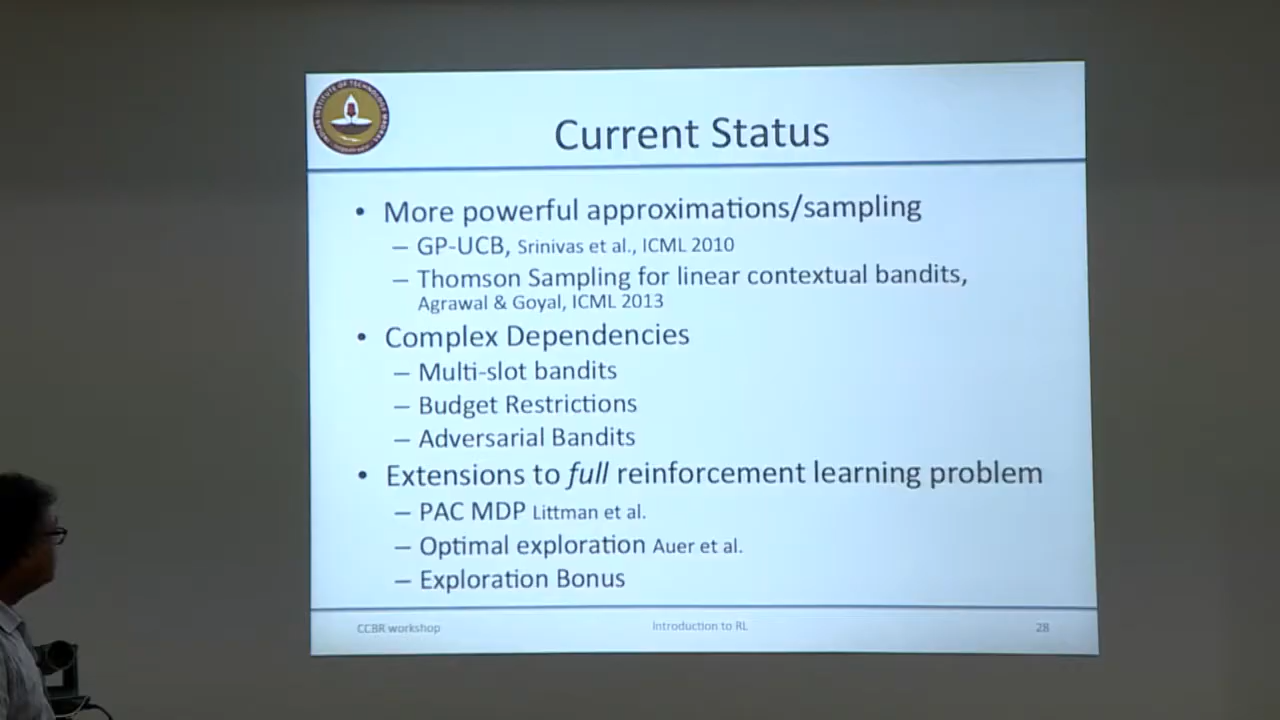 Current Status
• More powerful approximations/sampling
– GP-UCB, Srinivas et al., ICML 2010
– Thomson Sampling for linear contextual bandits,
Agrawal & Goyal, ICML 2013
• Complex Dependencies
– Multi-slot bandits
– Budget Restrictions
– Adversarial Bandits
• Extensions to full reinforcement learning problem
– PAC MDP Littman et al.
– Optimal exploration Auer et al.
– Exploration Bonus
CCBR workshop
Introduction to RL
28